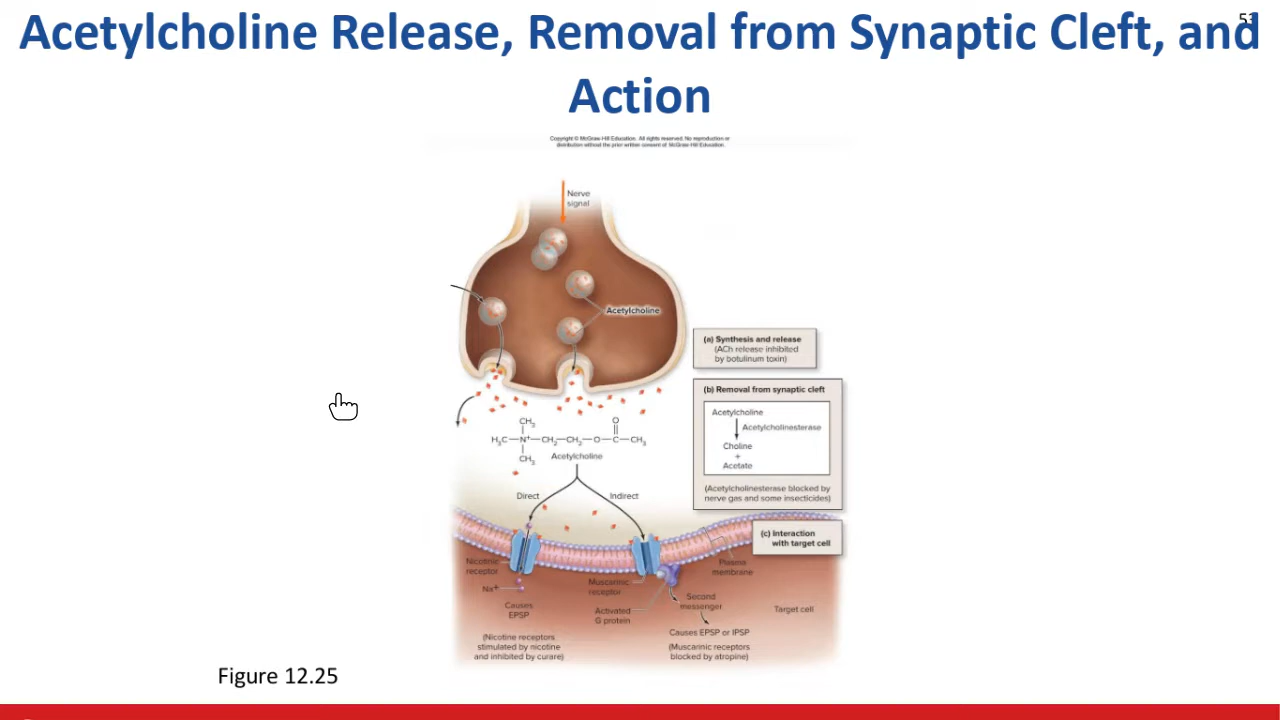 53
Acetylcholine Release, Removal from Synaptic Cleft, and
Action
Copyright © McGraw-Hill Education. All rights reserved. No reproduction or
distribution without the prior written consent of McGraw-Hill Education.
Nerve
signal
Acetylcholine
(a) Synthesis and release
(ACh release inhibited
by botulinum toxin)
(b) Removal from synaptic cleft
Acetylcholine
Acetylcholinesterase
Choline
+
Acetate
(Acetylcholinesterase blocked by
nerve gas and some insecticides)
CH3
O
H3C—N+—CH2—CH2—O—C—CH3
CH3
Acetylcholine
Direct
Indirect
(c) Interaction
with target cell
Nicotinic
receptor
Na+
Causes
EPSP
(Nicotine receptors
stimulated by nicotine
and inhibited by curare)
Muscarinic
receptor
Activated
G protein
Plasma
membrane
Second
messenger
Target cell
Causes EPSP or IPSP
(Muscarinic receptors
blocked by atropine)
Figure 12.25